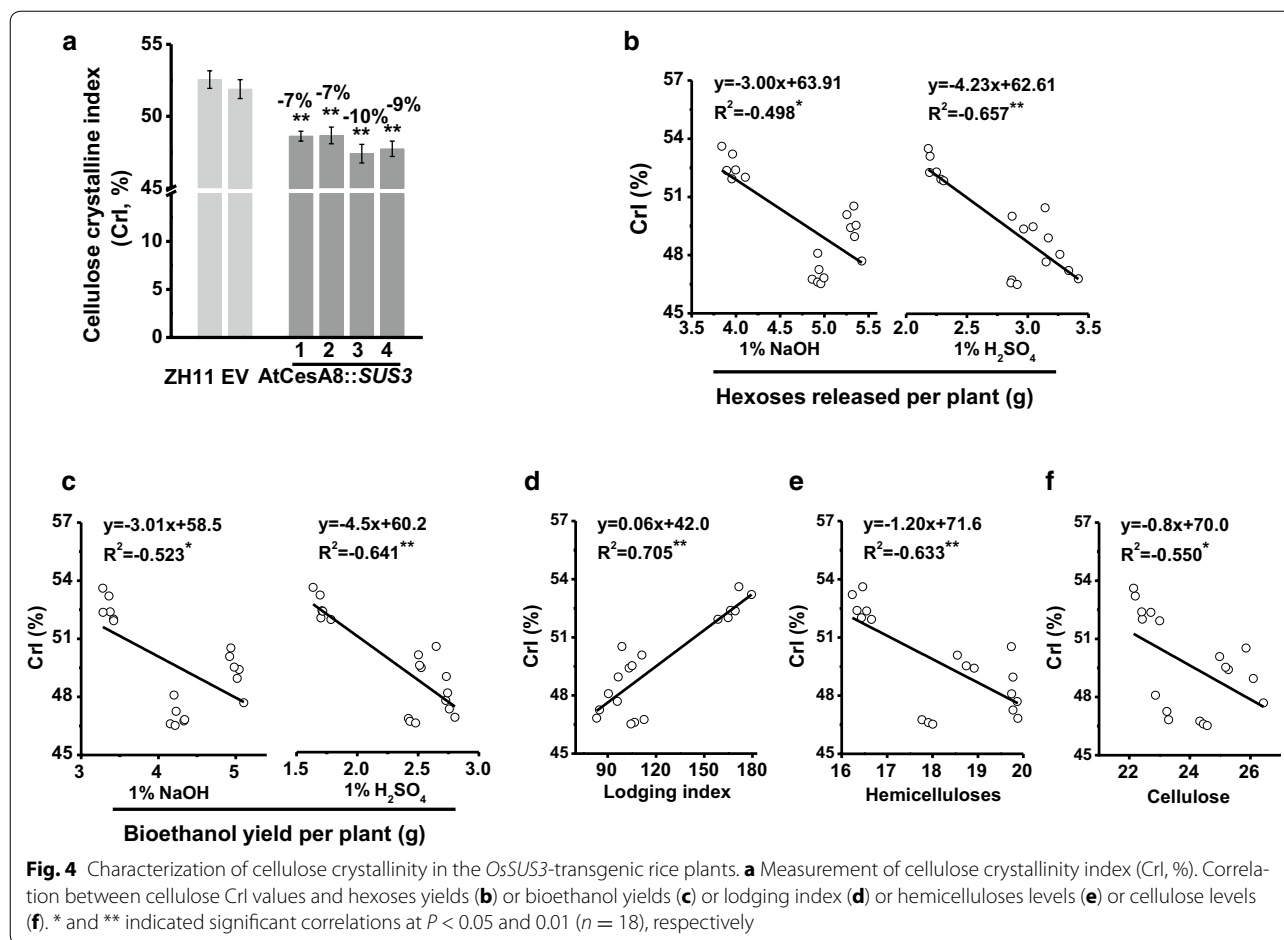 a
Cellulose crystalline index
(CrI, %)
55
50
45
10
5
0
-7%
**
-7%
**
-10%
**
-9%
**
1 2 3 4
ZH11 EV AtCesA8::SUS3
b
CrI (%)
57
54
51
48
45
y=-3.00x+63.91
R²=-0.498*
3.5 4.0 5.0 5.5
1% NaOH
y=-4.23x+62.61
R²=-0.657**
2.0 2.5 3.0 3.5
1% H₂SO₄
Hexoses released per plant (g)
c
CrI (%)
57
54
51
48
45
y=-3.01x+58.5
R²=-0.523*
3 4 5
1% NaOH
y=-4.5x+60.2
R²=-0.641**
1.5 2.0 2.5 3.0
1% H₂SO₄
Bioethanol yield per plant (g)
d
CrI (%)
57
54
51
48
45
y=0.06x+42.0
R²=0.705**
90 120 150 180
Lodging index
e
CrI (%)
57
54
51
48
45
y=-1.20x+71.6
R²=-0.633**
16 17 18 19 20
Hemicelluloses
f
CrI (%)
57
54
51
48
45
y=-0.8x+70.0
R²=-0.550*
22 24 26
Cellulose
Fig. 4 Characterization of cellulose crystallinity in the OsSUS3-transgenic rice plants. a Measurement of cellulose crystallinity index (CrI, %). Correla-
tion between cellulose CrI values and hexoses yields (b) or bioethanol yields (c) or lodging index (d) or hemicelluloses levels (e) or cellulose levels
(f). * and ** indicated significant correlations at P < 0.05 and 0.01 (n = 18), respectively